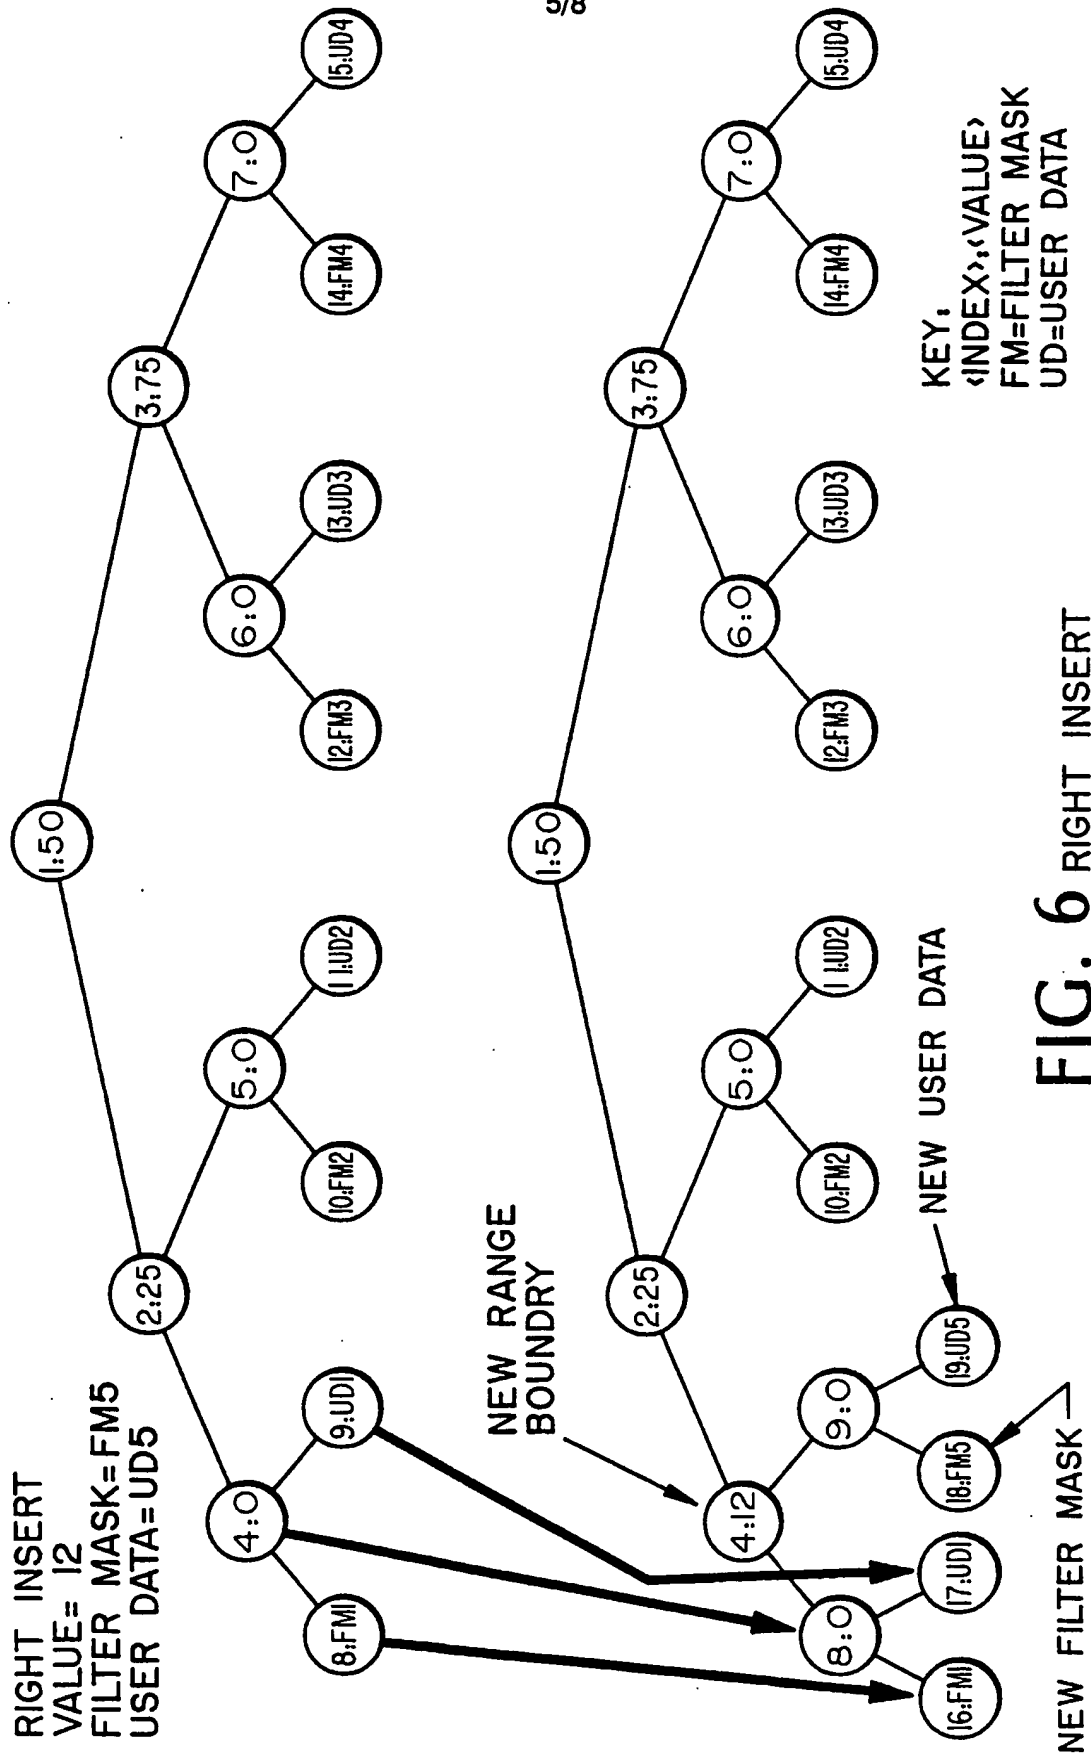 5/8
RIGHT INSERT
VALUE= 12
FILTER MASK=FM5
USER DATA=UD5
1:50
2:25
3:75
4:0
5:0
6:0
7:0
8:FM1
9:UD1
10:FM2
11:UD2
12:FM3
13:UD3
14:FM4
15:UD4
NEW RANGE
BOUNDRY
1:50
2:25
3:75
4:12
5:0
6:0
7:0
8:0
9:0
10:FM2
11:UD2
12:FM3
13:UD3
14:FM4
15:UD4
16:FM1
17:UD1
18:FM5
19:UD5
NEW USER DATA
NEW FILTER MASK
KEY:
<INDEX>:<VALUE>
FM=FILTER MASK
UD=USER DATA
FIG. 6 RIGHT INSERT